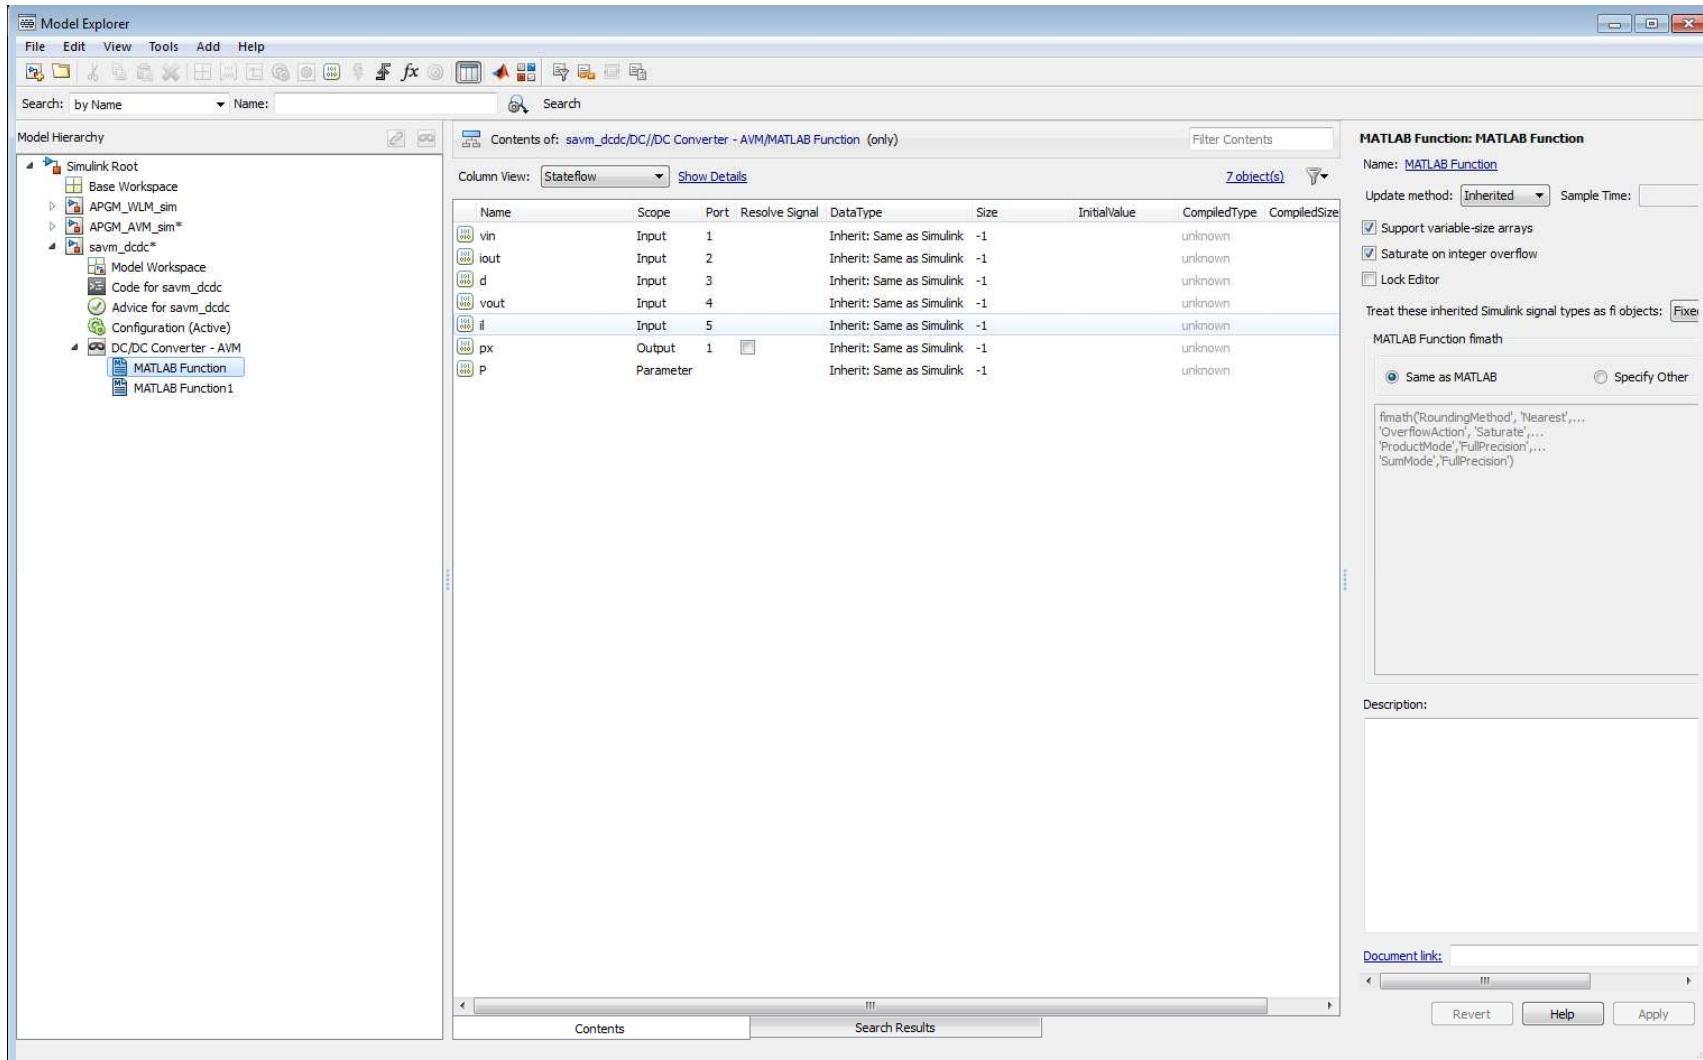 Model Explorer
File Edit View Tools Add Help
fx
Search: by Name Name: Search
Model Hierarchy
Simulink Root
Base Workspace
APGM_WLM_sim
APGM_AVM_sim*
savm_dcdc*
Model Workspace
Code for savm_dcdc
Advice for savm_dcdc
Configuration (Active)
DC/DC Converter - AVM
MATLAB Function
MATLAB Function1
Contents of: savm_dcdc/DC//DC Converter - AVM/MATLAB Function (only) Filter Contents
Column View: Stateflow Show Details 7 object(s)
Name Scope Port Resolve Signal DataType Size InitialValue CompiledType CompiledSize
vin Input 1 Inherit: Same as Simulink -1 unknown
iout Input 2 Inherit: Same as Simulink -1 unknown
d Input 3 Inherit: Same as Simulink -1 unknown
vout Input 4 Inherit: Same as Simulink -1 unknown
il Input 5 Inherit: Same as Simulink -1 unknown
px Output 1 Inherit: Same as Simulink -1 unknown
P Parameter Inherit: Same as Simulink -1 unknown
Contents Search Results
MATLAB Function: MATLAB Function
Name: MATLAB Function
Update method: Inherited Sample Time:
Support variable-size arrays
Saturate on integer overflow
Lock Editor
Treat these inherited Simulink signal types as fi objects: Fixe
MATLAB Function fimath
Same as MATLAB Specify Other
fimath('RoundingMethod', 'Nearest',...
'OverflowAction', 'Saturate',...
'ProductMode','FullPrecision',...
'SumMode','FullPrecision')
Description:
Document link:
Revert Help Apply